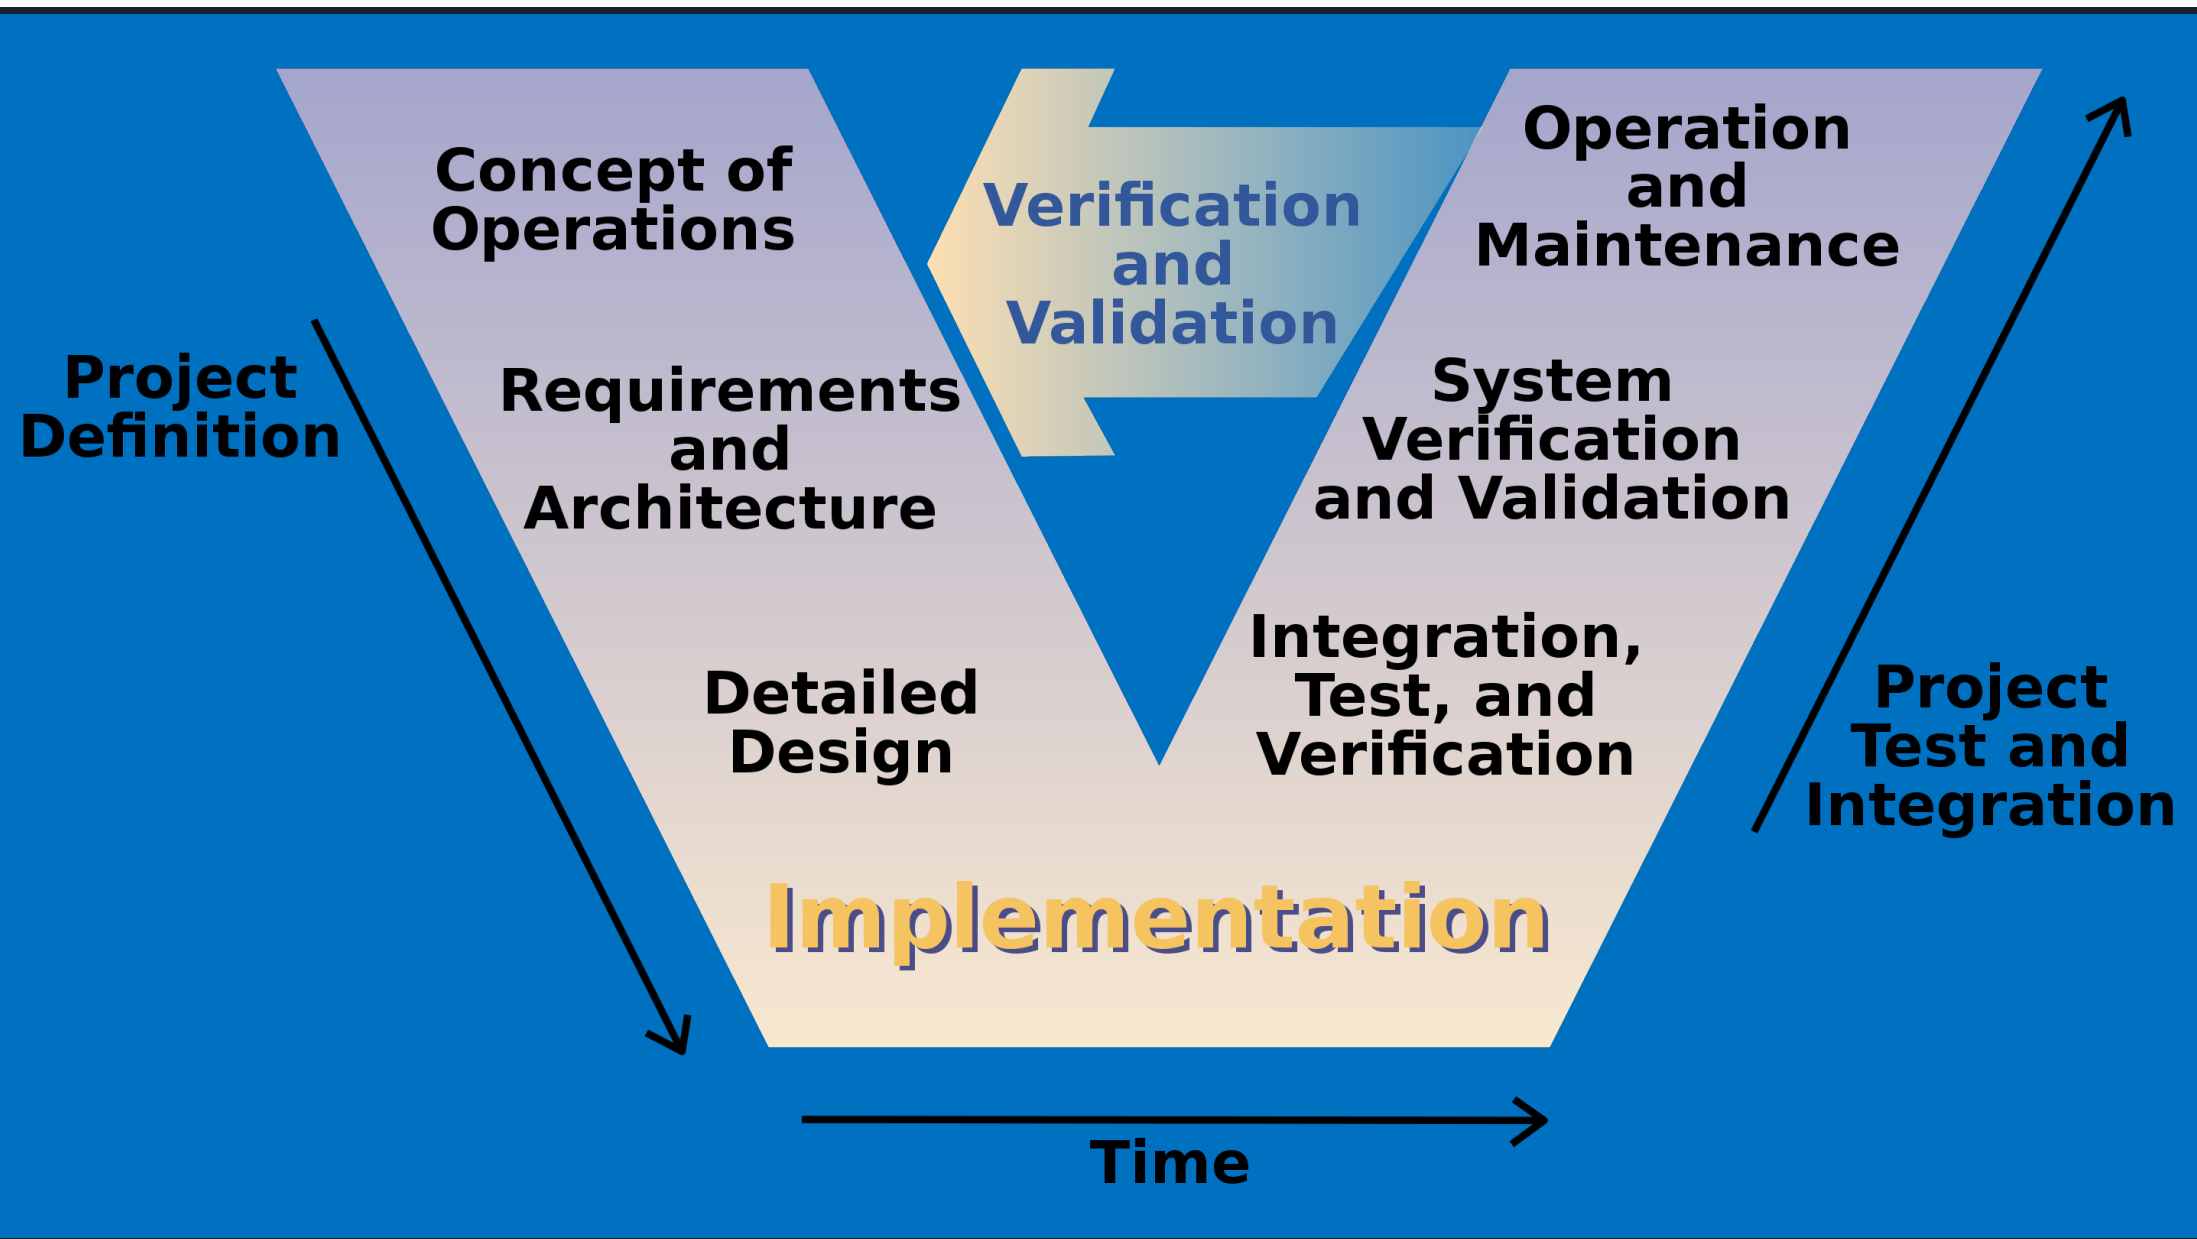 Concept of
Operations
Verification
and
Validation
Operation
and
Maintenance
Project
Definition
Requirements
and
Architecture
System
Verification
and Validation
Detailed
Design
Integration,
Test, and
Verification
Project
Test and
Integration
Implementation
Time